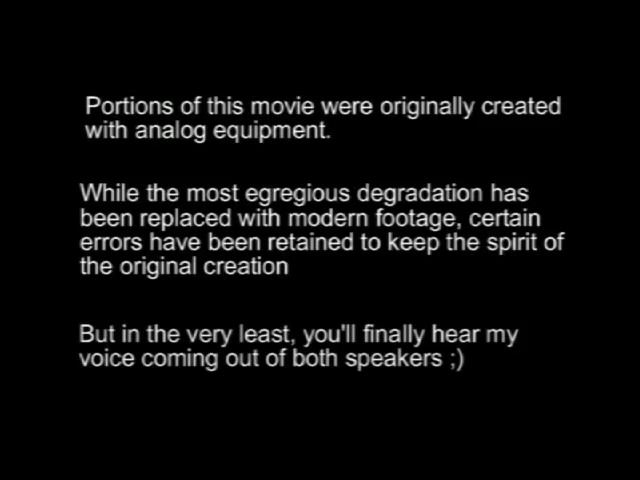 Portions of this movie were originally created
with analog equipment.
While the most egregious degradation has
been replaced with modern footage, certain
errors have been retained to keep the spirit of
the original creation
But in the very least, you'll finally hear my
voice coming out of both speakers ;)